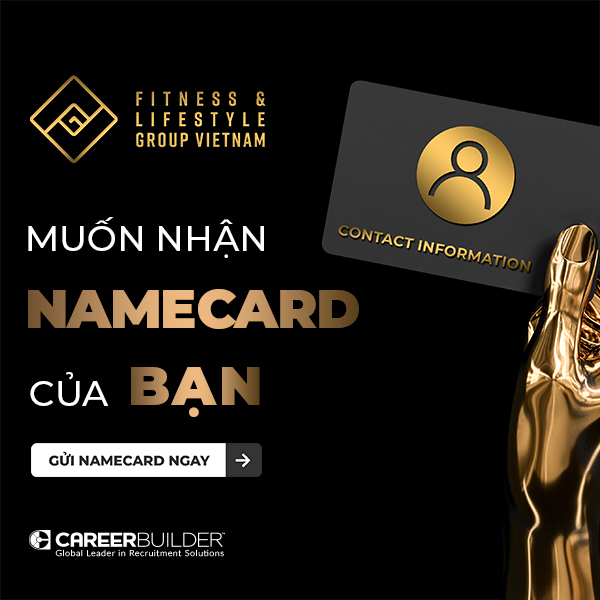 FITNESS &
LIFESTYLE
GROUP VIETNAM
CONTACT INFORMATION
MUỐN NHẬN
NAMECARD
CỦA BẠN
GỬI NAMECARD NGAY
CAREERBUILDER™
Global Leader in Recruitment Solutions